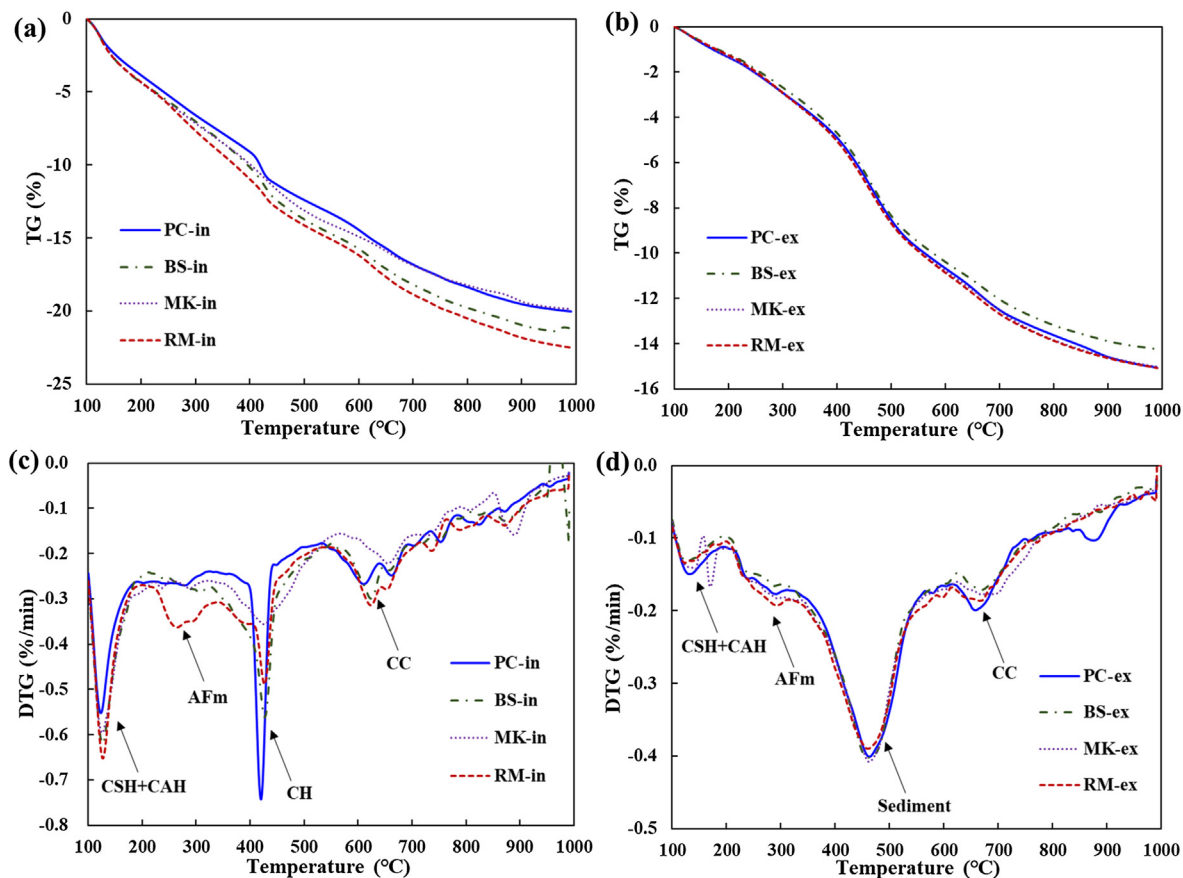 (a)
0
-5
-10
-15
-20
-25
TG (%)
PC-in
BS-in
MK-in
RM-in
100 200 300 400 500 600 700 800 900 1000
Temperature (°C)
(b)
0
-2
-4
-6
-8
-10
-12
-14
-16
TG (%)
PC-ex
BS-ex
MK-ex
RM-ex
100 200 300 400 500 600 700 800 900 1000
Temperature (°C)
(c)
0.0
-0.1
-0.2
-0.3
-0.4
-0.5
-0.6
-0.7
-0.8
DTG (%/min)
CSH+CAH
AFm
CH
CC
PC-in
BS-in
MK-in
RM-in
100 200 300 400 500 600 700 800 900 1000
Temperature (°C)
(d)
0.0
-0.1
-0.2
-0.3
-0.4
-0.5
DTG (%/min)
CSH+CAH
AFm
Sediment
CC
PC-ex
BS-ex
MK-ex
RM-ex
100 200 300 400 500 600 700 800 900 1000
Temperature (°C)